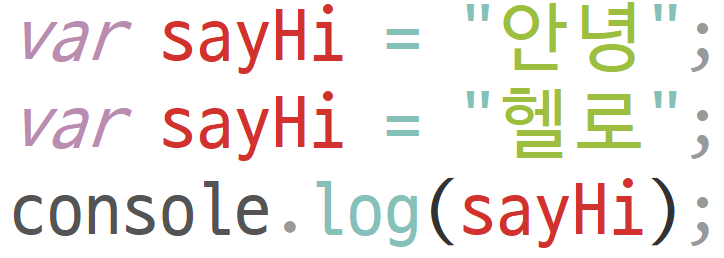 var sayHi = "안녕";
var sayHi = "헬로";
console.log(sayHi);